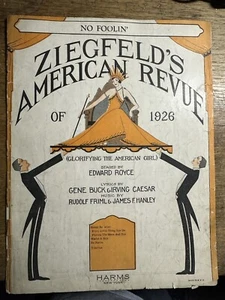 NO FOOLIN'
ZIEGFELD'S
AMERICAN REVUE
OF 1926
(GLORIFYING THE AMERICAN GIRL)
STAGED BY
EDWARD ROYCE
LYRICS BY
GENE BUCK & IRVING CAESAR
MUSIC BY
RUDOLF FRIML & JAMES F. HANLEY
HARMS
NEW YORK